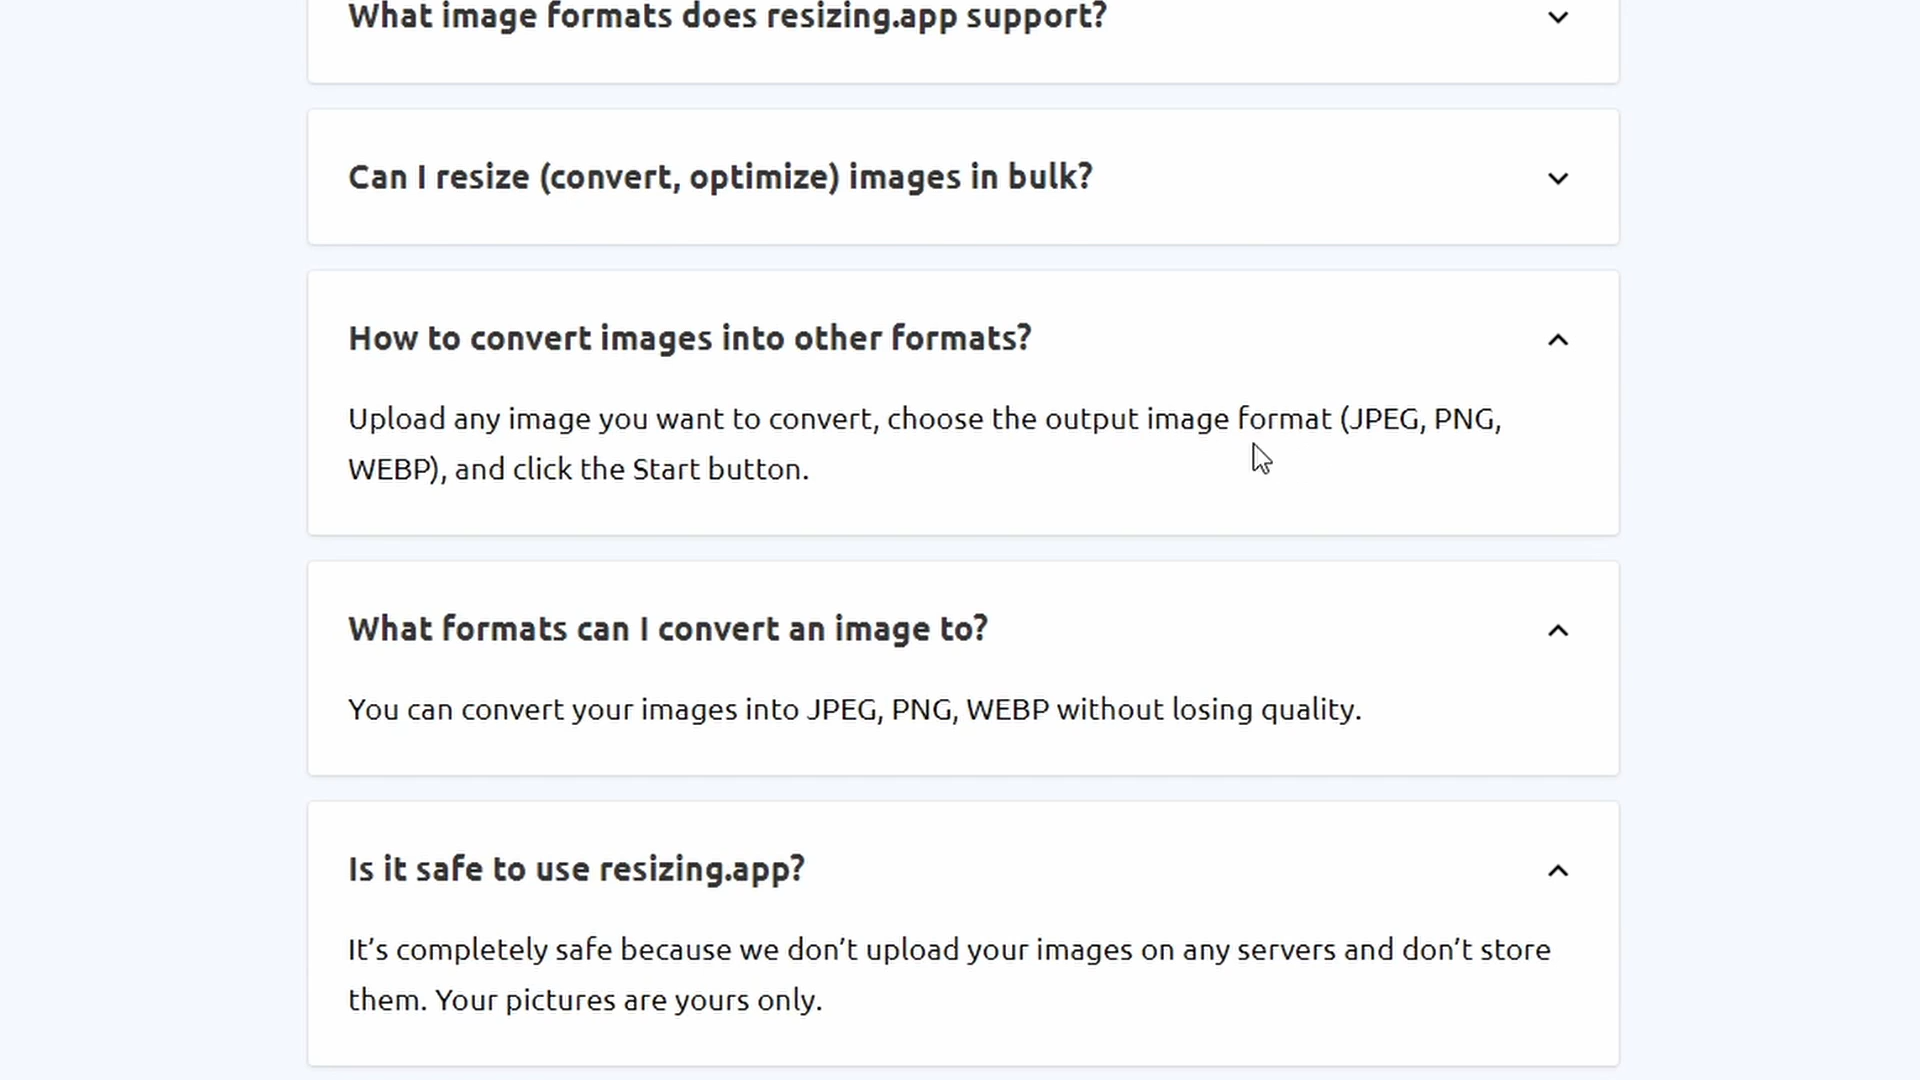 What image formats does resizing.app support?
Can I resize (convert, optimize) images in bulk?
How to convert images into other formats?
Upload any image you want to convert, choose the output image format (JPEG, PNG,
WEBP), and click the Start button.
What formats can I convert an image to?
You can convert your images into JPEG, PNG, WEBP without losing quality.
Is it safe to use resizing.app?
It’s completely safe because we don’t upload your images on any servers and don’t store
them. Your pictures are yours only.